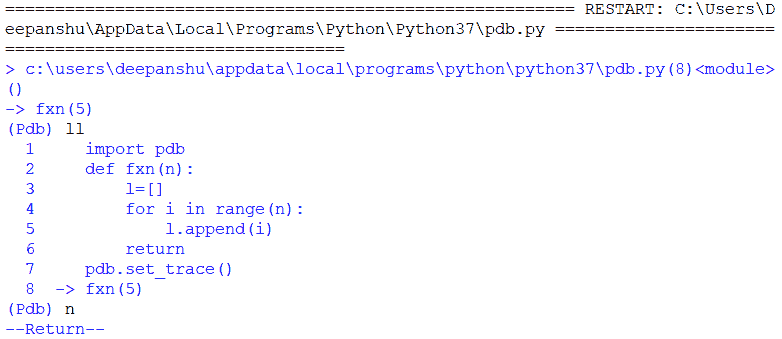 ========================================================= RESTART: C:\Users\D
eepanshu\AppData\Local\Programs\Python\Python37\pdb.py ======================
==================================
> c:\users\deepanshu\appdata\local\programs\python\python37\pdb.py(8)<module>
()
-> fxn(5)
(Pdb) ll
  1     import pdb
  2     def fxn(n):
  3         l=[]
  4         for i in range(n):
  5             l.append(i)
  6         return
  7     pdb.set_trace()
  8  -> fxn(5)
(Pdb) n
--Return--